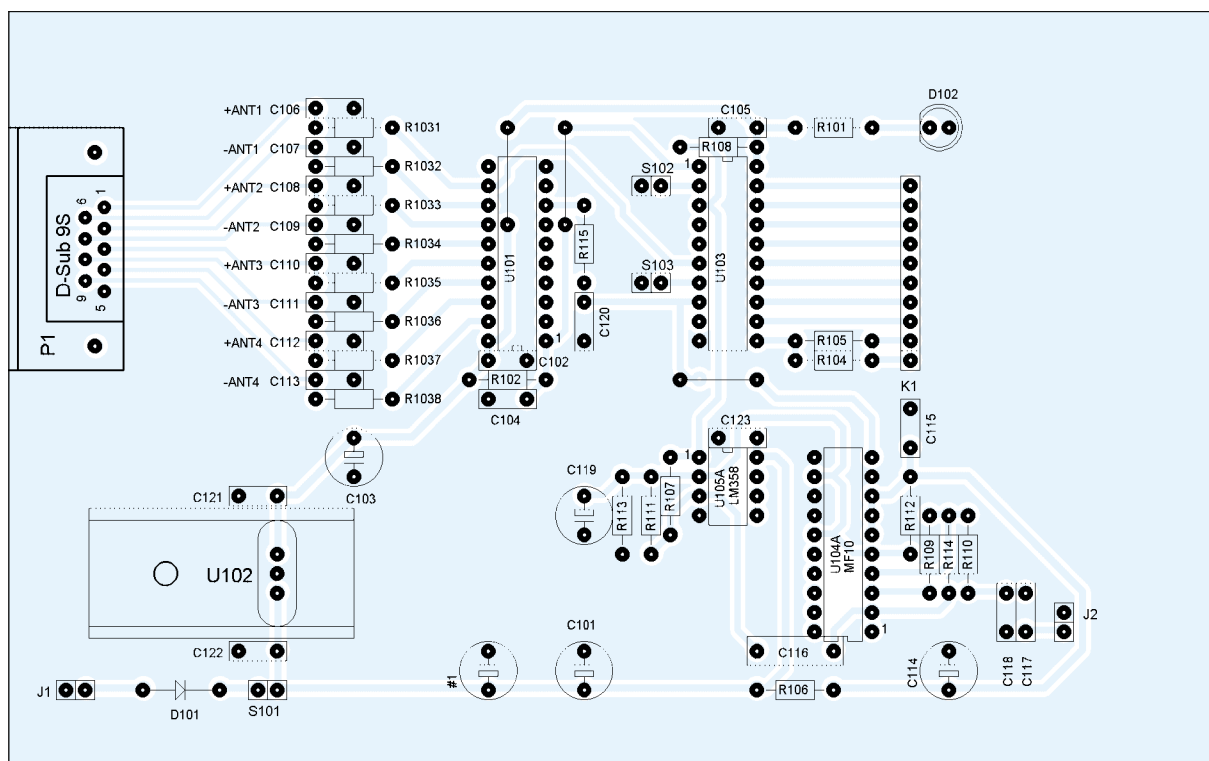 +ANT1 C106
R1031
-ANT1 C107
R1032
+ANT2 C108
R1033
-ANT2 C109
R1034
+ANT3 C110
R1035
-ANT3 C111
R1036
+ANT4 C112
R1037
-ANT4 C113
R1038
D-Sub 9S
6
1
9
5
P1
U101
1
R115
C120
C102
R102
C104
S102
S103
C105
R108
1
U103
R101
D102
R105
R104
K1
C115
C103
C121
U102
C122
J1
D101
S101
#1
C101
C119
R113
R111
R107
C123
1
U105A
LM358
U104A
MF10
1
R112
R109
R114
R110
C116
R106
C114
C118
C117
J2